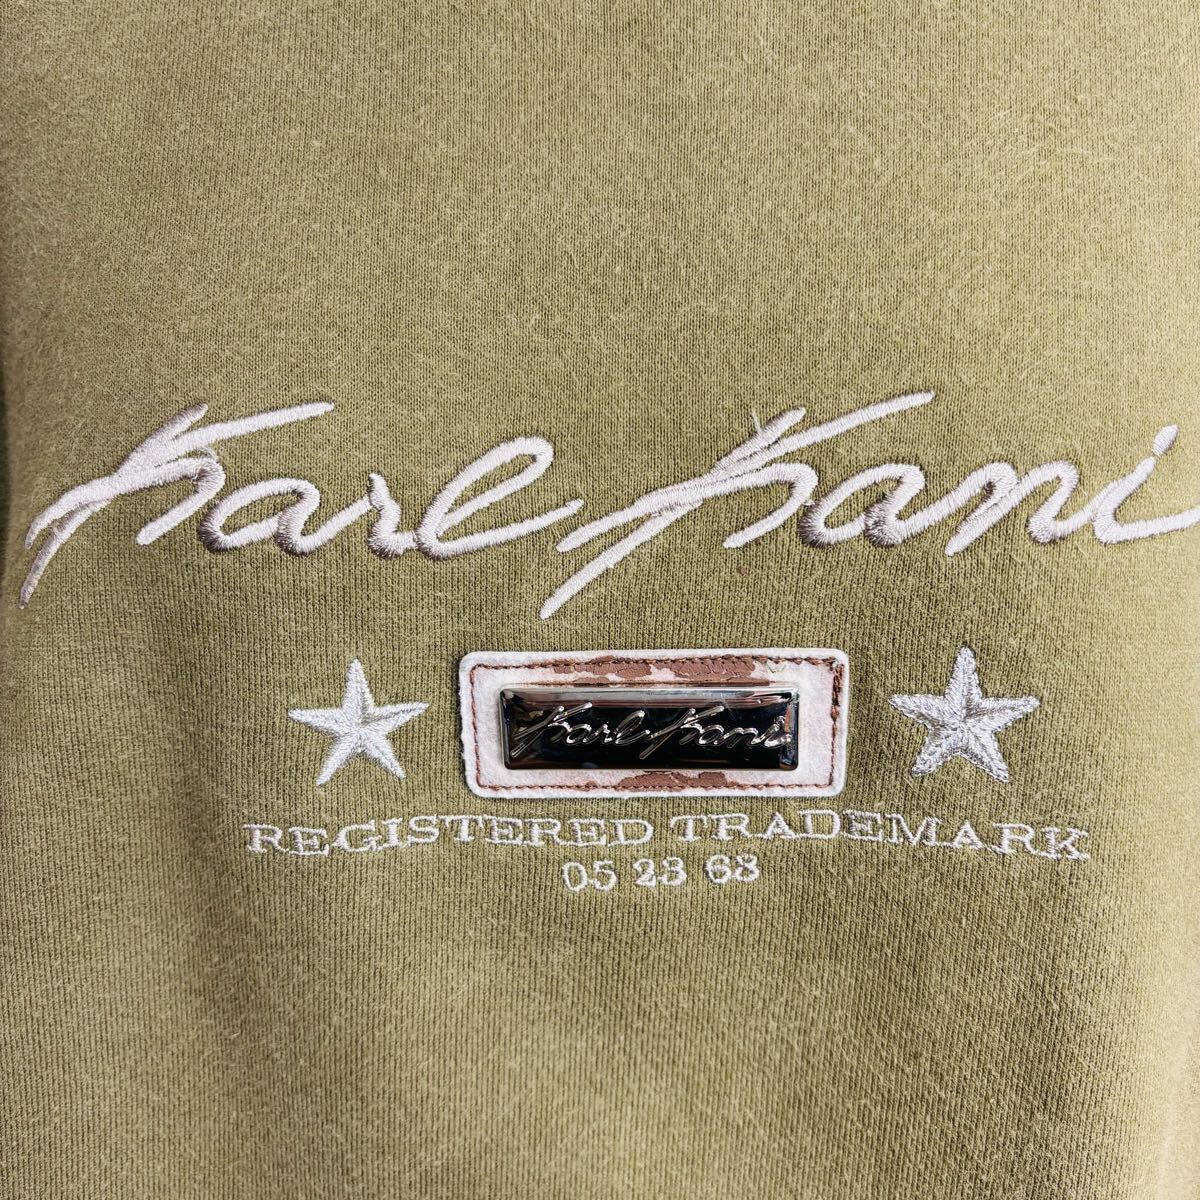 Karl Kani
Karl Kani
REGISTERED TRADEMARK
05 23 68